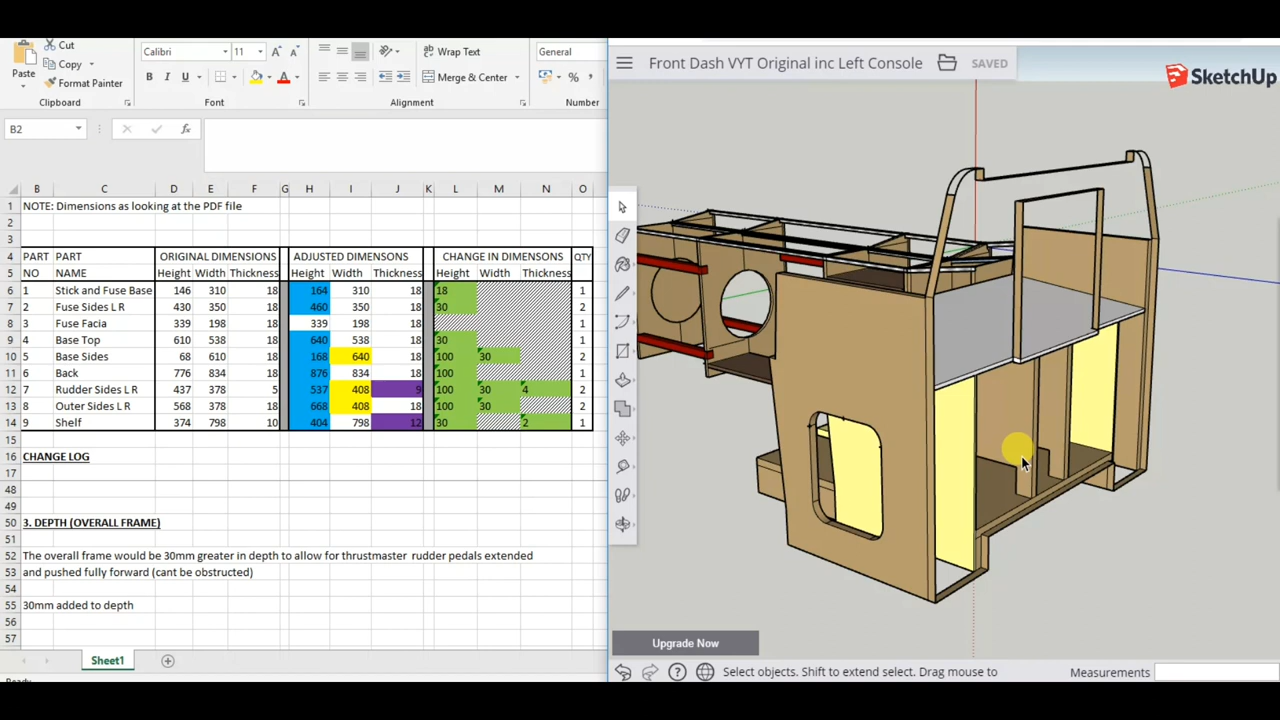 Cut
Copy
Paste
Format Painter
Clipboard
Calibri 11 A A
B I U A
Font
Wrap Text
Merge & Center
Alignment
General
%
Number
B2 fx
B C D E F G H I J K L M N O
1 NOTE: Dimensions as looking at the PDF file
2
3
4 PART PART ORIGINAL DIMENSIONS ADJUSTED DIMENSONS CHANGE IN DIMENSONS QTY
5 NO NAME Height Width Thickness Height Width Thickness Height Width Thickness
6 1 Stick and Fuse Base 146 310 18 164 310 18 18 1
7 2 Fuse Sides L R 430 350 18 460 350 18 30 2
8 3 Fuse Facia 339 198 18 339 198 18 1
9 4 Base Top 610 538 18 640 538 18 30 1
10 5 Base Sides 68 610 18 168 640 18 100 30 2
11 6 Back 776 834 18 876 834 18 100 1
12 7 Rudder Sides L R 437 378 5 537 408 9 100 30 4 2
13 8 Outer Sides L R 568 378 18 668 408 18 100 30 2
14 9 Shelf 374 798 10 404 798 12 30 2 1
15
16 CHANGE LOG
17
48
49
50 3. DEPTH (OVERALL FRAME)
51
52 The overall frame would be 30mm greater in depth to allow for thrustmaster rudder pedals extended
53 and pushed fully forward (cant be obstructed)
54
55 30mm added to depth
56
57
Sheet1
Front Dash VYT Original inc Left Console SAVED
SketchUp
Upgrade Now
Select objects. Shift to extend select. Drag mouse to
Measurements